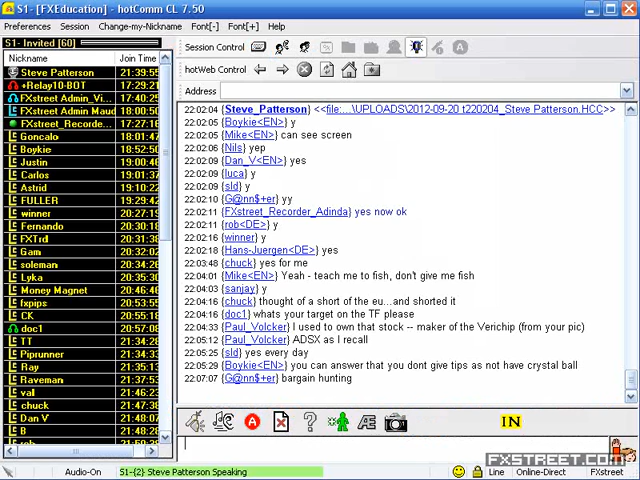 S1- [FXEducation] - hotComm CL 7.50
Preferences Session Change-my-Nickname Font[-] Font[+] Help
S1- Invited [60]
Nickname Join Time
Steve Patterson 21:39:55
+Relay10-BOT 17:29:21
FXstreet Admin_Vi... 17:40:25
FXstreet Admin Maud 18:00:50
FXstreet_Recorde... 17:27:16
Goncalo 18:51:44
Boykie 18:52:50
Justin 19:00:46
Carlos 19:01:37
Astrid 19:10:22
FULLER 19:29:42
winner 20:27:19
Fernando 20:30:18
FXTrd 20:31:38
Gam 20:32:02
soleman 20:34:26
Lyka 20:35:35
Money Magnet 20:46:46
fxpips 20:53:56
CK 20:55:18
doc1 20:57:08
TT 21:34:28
Piprunner 21:34:30
Ray 21:35:13
Raveman 21:37:53
val 21:46:23
chuck 21:47:38
Dan V 21:48:06
B 21:48:28
Session Control
hotWeb Control
Address
22:02:04 {Steve_Patterson} <<file:...\UPLOADS\2012-09-20 t220204_Steve Patterson.HCC>>
22:02:05 {Boykie<EN>} y
22:02:05 {Mike<EN>} can see screen
22:02:06 {Nils} yep
22:02:09 {Dan_V<EN>} yes
22:02:09 {luca} y
22:02:09 {sld} y
22:02:10 {G@nn$+er} yy
22:02:11 {FXstreet_Recorder_Adinda} yes now ok
22:02:11 {rob<DE>} y
22:02:16 {winner} y
22:02:18 {Hans-Juergen<DE>} yes
22:03:48 {chuck} yes for me
22:04:01 {Mike<EN>} Yeah - teach me to fish, don't give me fish
22:04:03 {sanjay} y
22:04:16 {chuck} thought of a short of the eu...and shorted it
22:04:16 {doc1} whats your target on the TF please
22:04:33 {Paul_Volcker} I used to own that stock -- maker of the Verichip (from your pic)
22:05:22 {Paul_Volcker} ADSX as I recall
22:05:25 {sld} yes every day
22:05:29 {Boykie<EN>} you can answer that you dont give tips as not have crystal ball
22:07:07 {G@nn$+er} bargain hunting
IN
FXSTREET.COM
Audio-On S1-{2} Steve Patterson Speaking Line Online-Direct FXstreet